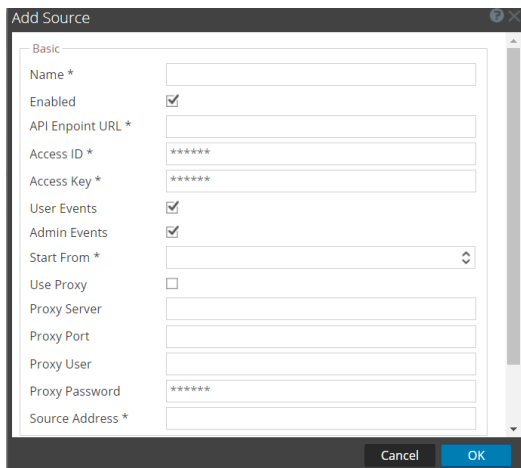 Add Source
Basic
Name *
Enabled
API Enpoint URL *
Access ID * ******
Access Key * ******
User Events
Admin Events
Start From *
Use Proxy
Proxy Server
Proxy Port
Proxy User
Proxy Password ******
Source Address *
Cancel OK